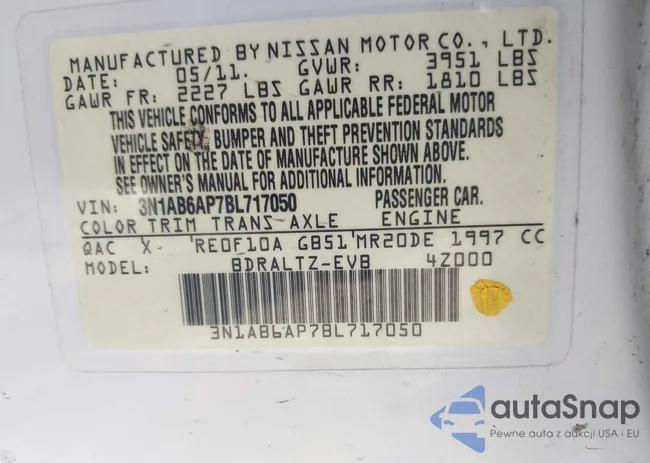 MANUFACTURED BY NISSAN MOTOR CO., LTD.
DATE: 05/11. GVWR: 3951 LBS
GAWR FR: 2227 LBS GAWR RR: 1810 LBS
THIS VEHICLE CONFORMS TO ALL APPLICABLE FEDERAL MOTOR
VEHICLE SAFETY, BUMPER AND THEFT PREVENTION STANDARDS
IN EFFECT ON THE DATE OF MANUFACTURE SHOWN ABOVE.
SEE OWNER'S MANUAL FOR ADDITIONAL INFORMATION.
VIN: 3N1AB6AP7BL717050 PASSENGER CAR.
COLOR TRIM TRANS AXLE ENGINE
QAC X- 'RE0F10A GB51'MR20DE 1997 CC
MODEL: BDRALTZ-EVB 4Z000
3N1AB6AP7BL717050
autaSnap
Pewne auta z aukcji USA i EU